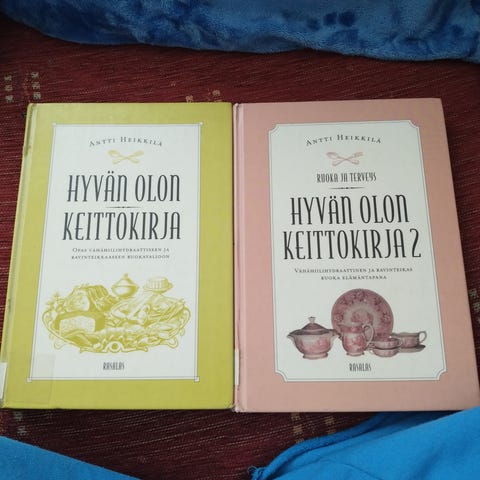 ANTTI HEIKKILÄ
HYVÄN OLON
KEITTOKIRJA
OPAS VÄHÄHIILIHYDRAATTISEEN JA
RAVINTEIKKAASEEN RUOKAVALIOON
RASALAS
ANTTI HEIKKILÄ
RUOKA JA TERVEYS
HYVÄN OLON
KEITTOKIRJA 2
VÄHÄHIILIHYDRAATTINEN JA RAVINTEIKAS
RUOKA ELÄMÄNTAPANA
RASALAS